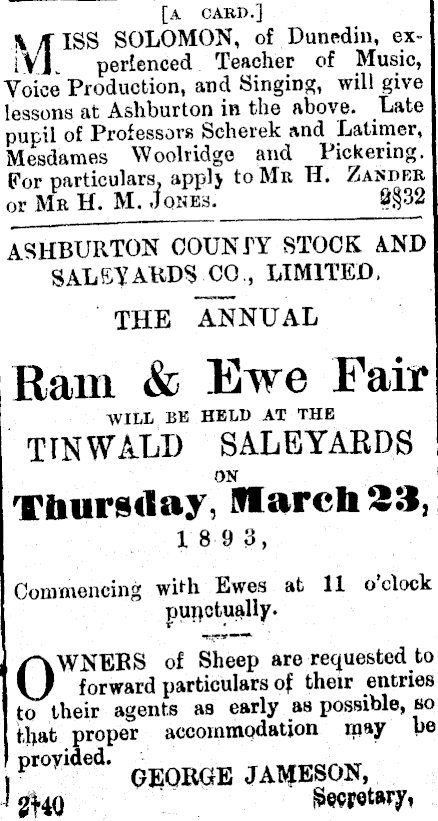 [A CARD.]
MISS SOLOMON, of Dunedin, ex-
perienced Teacher of Music,
Voice Production, and Singing, will give
lessons at Ashburton in the above. Late
pupil of Professors Scherek and Latimer,
Mesdames Woolridge and Pickering.
For particulars, apply to MR H. ZANDER
or MR H. M. JONES.
ASHBURTON COUNTY STOCK AND
SALEYARDS CO., LIMITED.
THE ANNUAL
Ram & Ewe Fair
WILL BE HELD AT THE
TINWALD SALEYARDS
ON
Thursday, March 23,
1893,
Commencing with Ewes at 11 o'clock
punctually.
OWNERS of Sheep are requested to
forward particulars of their entries
to their agents as early as possible, so
that proper accommodation may be
provided.
GEORGE JAMESON,
Secretary,